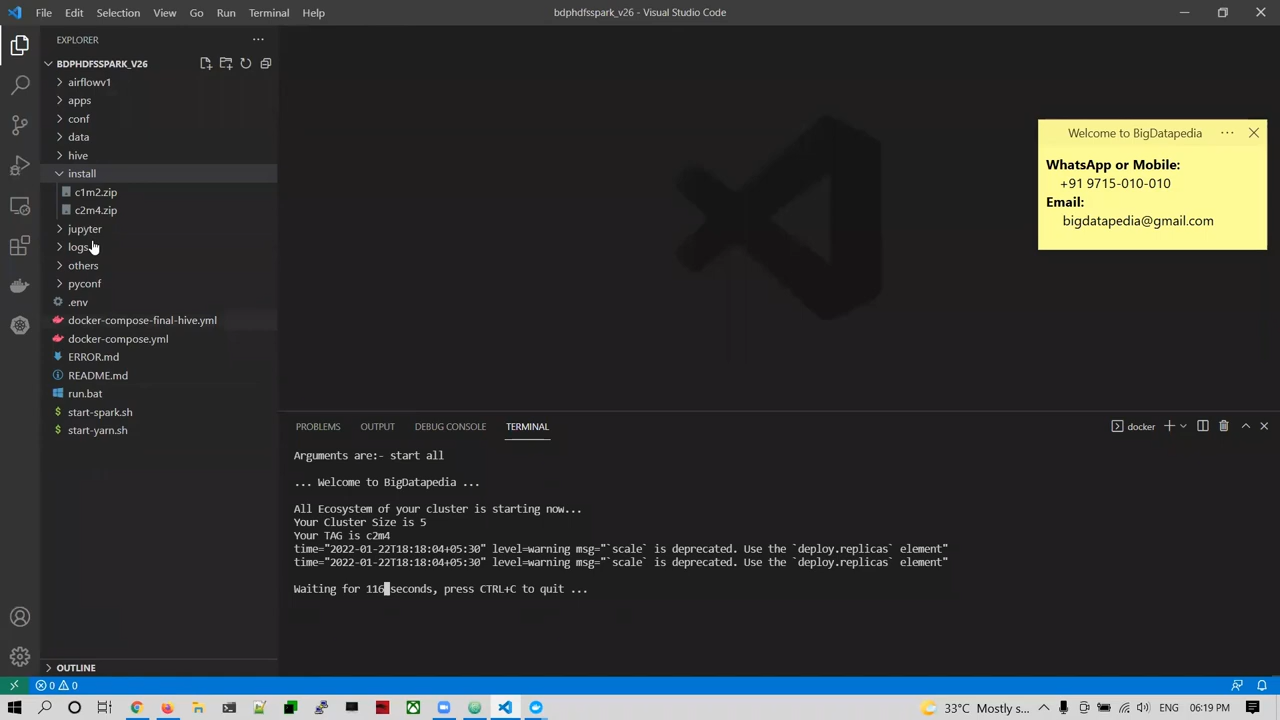 File Edit Selection View Go Run Terminal Help
bdphdfsspark_v26 - Visual Studio Code
EXPLORER
BDPHDFSSPARK_V26
airflowv1
apps
conf
data
hive
install
c1m2.zip
c2m4.zip
jupyter
logs
others
pyconf
.env
docker-compose-final-hive.yml
docker-compose.yml
ERROR.md
README.md
run.bat
start-spark.sh
start-yarn.sh
OUTLINE
Welcome to BigDatapedia
WhatsApp or Mobile:
+91 9715-010-010
Email:
bigdatapedia@gmail.com
PROBLEMS OUTPUT DEBUG CONSOLE TERMINAL
docker
Arguments are:- start all
... Welcome to BigDatapedia ...
All Ecosystem of your cluster is starting now...
Your Cluster Size is 5
Your TAG is c2m4
time="2022-01-22T18:18:04+05:30" level=warning msg="`scale` is deprecated. Use the `deploy.replicas` element"
time="2022-01-22T18:18:04+05:30" level=warning msg="`scale` is deprecated. Use the `deploy.replicas` element"
Waiting for 116 seconds, press CTRL+C to quit ...
0 0
33°C Mostly s... 06:19 PM